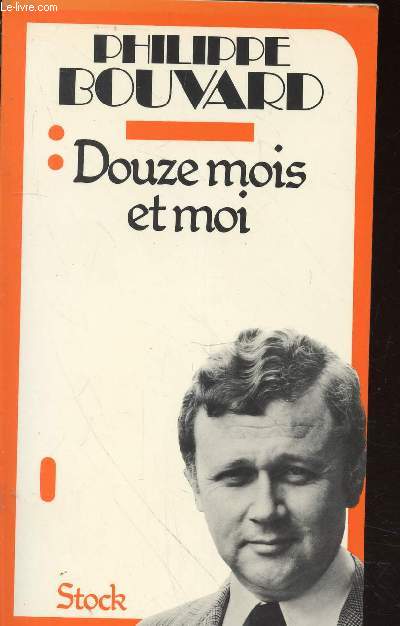 Le-livre.com
PHILIPPE
BOUVARD
Douze mois
et moi
Stock